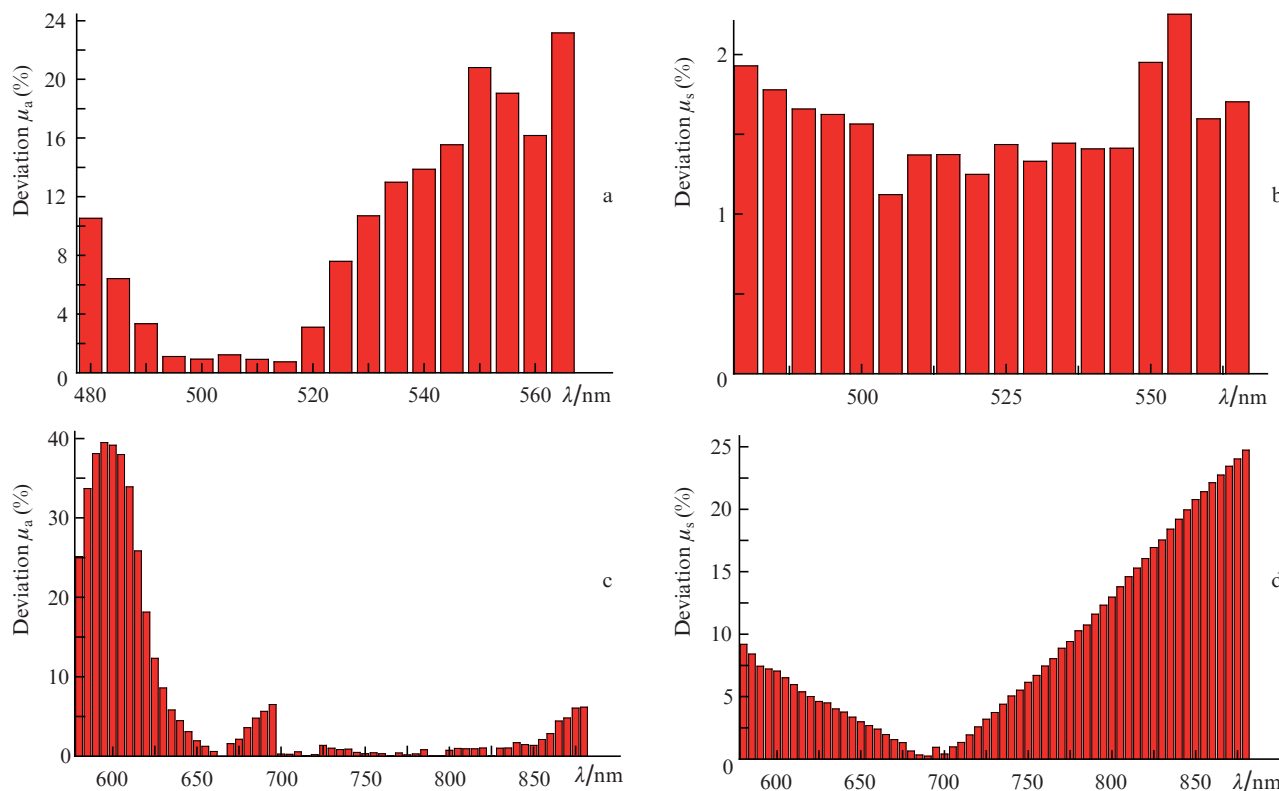 24
20
16
12
8
4
0
Deviation μa (%)
480 500 520 540 560 λ/nm
a
2
1
0
Deviation μs (%)
500 525 550 λ/nm
b
40
30
20
10
0
Deviation μa (%)
600 650 700 750 800 850 λ/nm
c
25
20
15
10
5
0
Deviation μs (%)
600 650 700 750 800 850 λ/nm
d